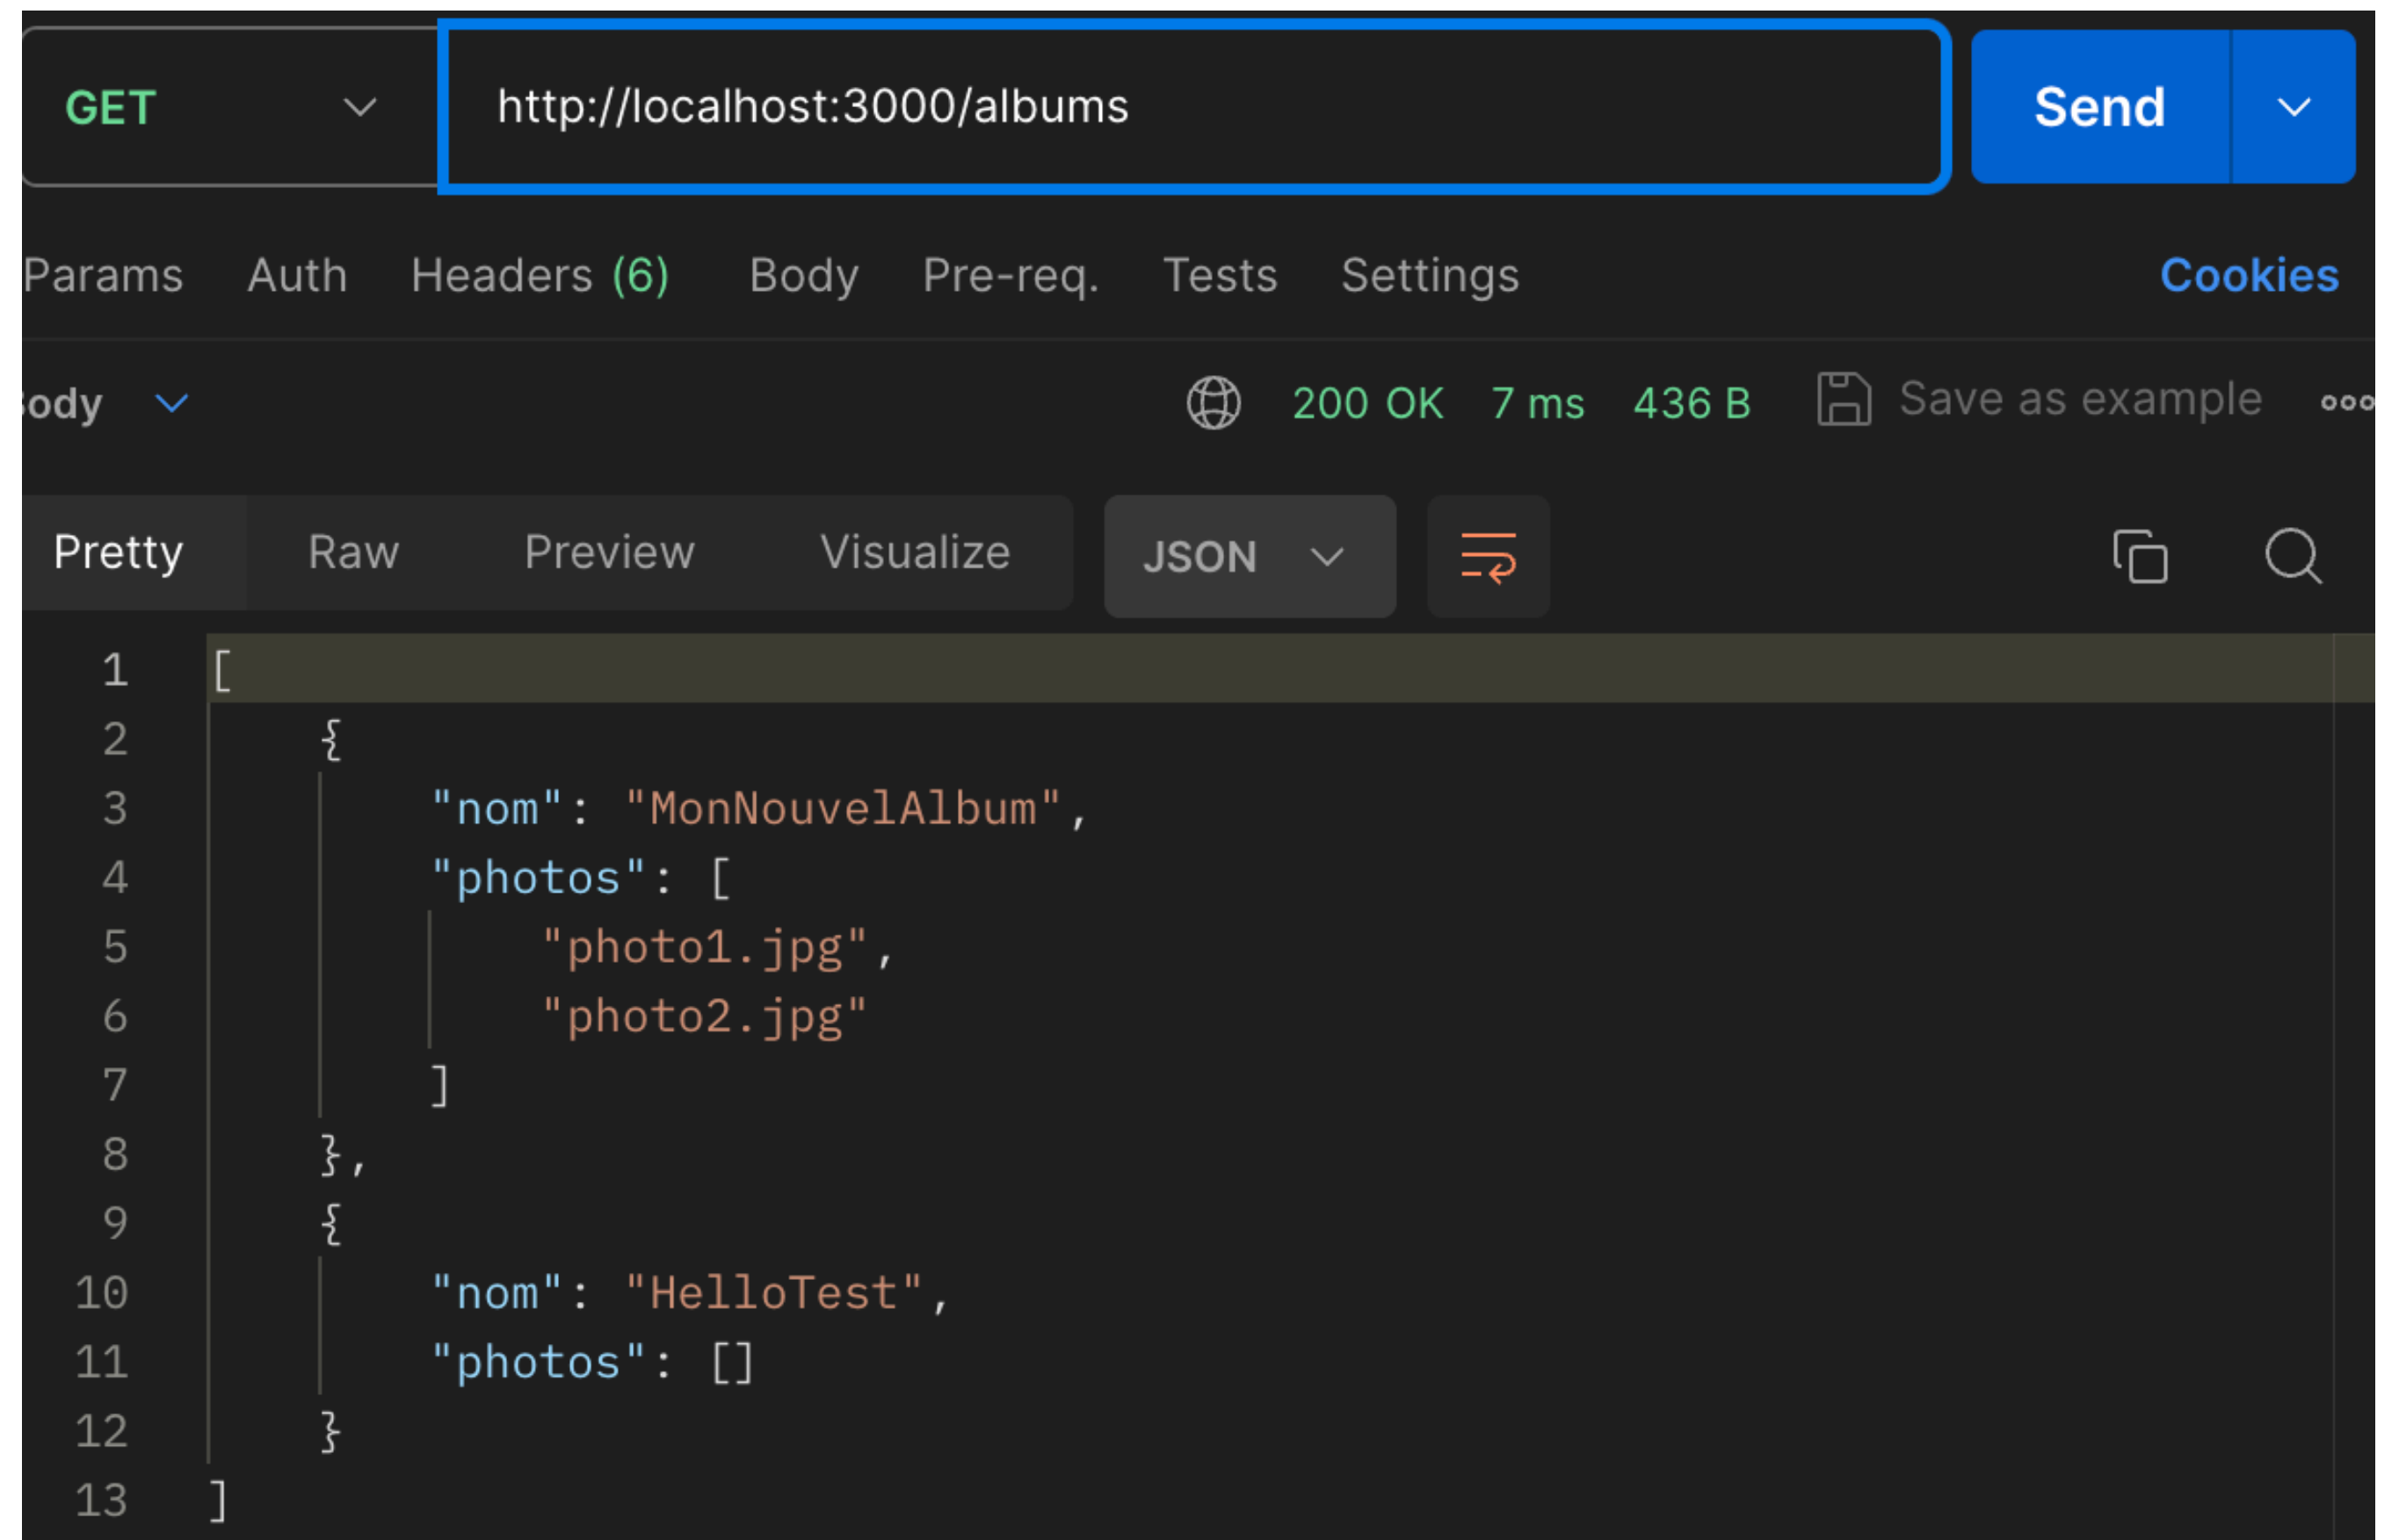 GET http://localhost:3000/albums Send
Params Auth Headers (6) Body Pre-req. Tests Settings Cookies
ody 200 OK 7 ms 436 B Save as example
Pretty Raw Preview Visualize JSON
1 [
2 {
3 "nom": "MonNouvelAlbum",
4 "photos": [
5 "photo1.jpg",
6 "photo2.jpg"
7 ]
8 },
9 {
10 "nom": "HelloTest",
11 "photos": []
12 }
13 ]